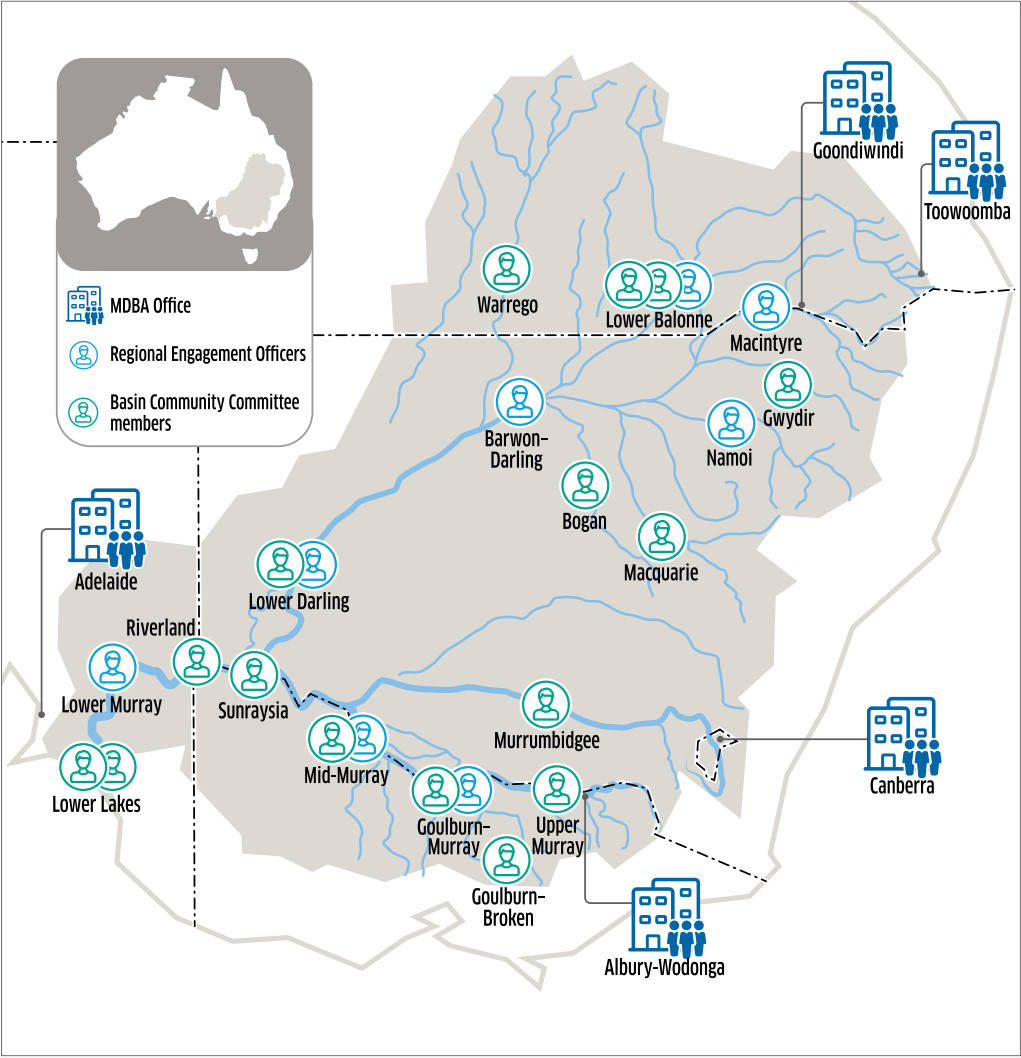 Goondiwindi
Toowoomba
MDBA Office
Regional Engagement Officers
Basin Community Committee
members
Warrego
Lower Balonne
Macintyre
Gwydir
Namoi
Barwon–
Darling
Bogan
Macquarie
Adelaide
Lower Darling
Riverland
Lower Murray
Sunraysia
Murrumbidgee
Mid-Murray
Lower Lakes
Canberra
Goulburn–
Murray
Upper
Murray
Goulburn–
Broken
Albury-Wodonga